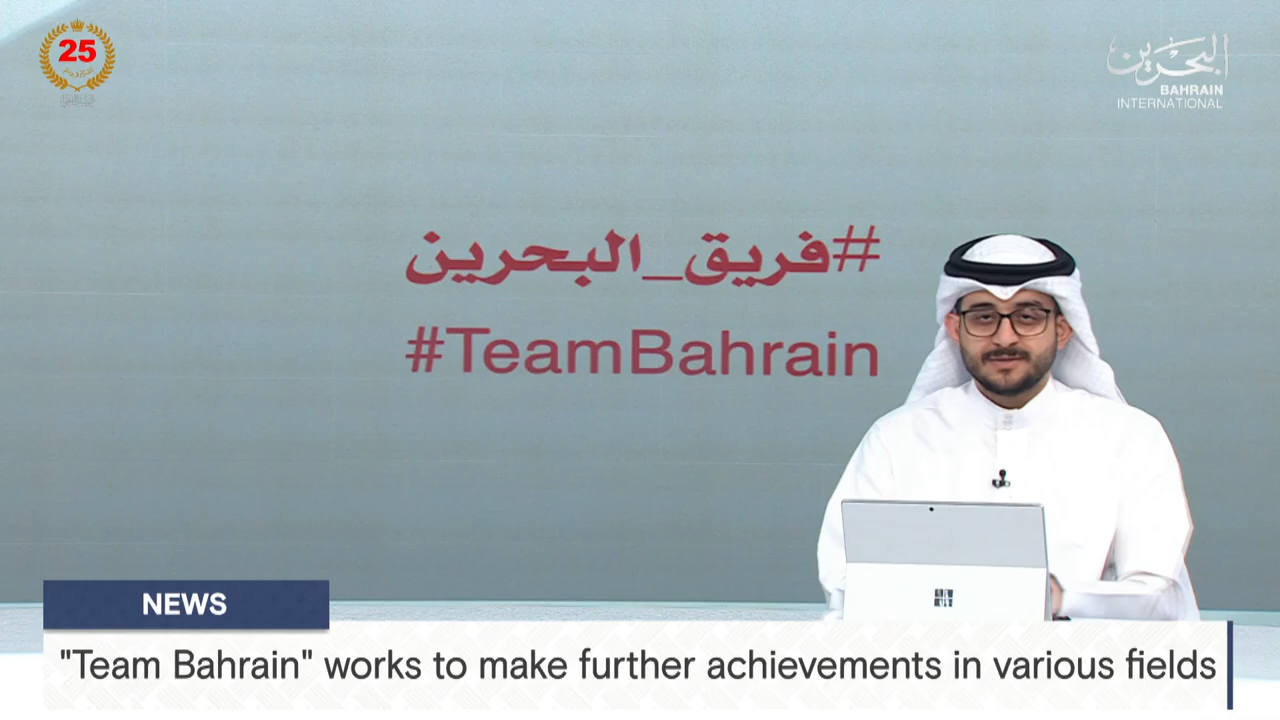 25
البحرين
BAHRAIN
INTERNATIONAL
#فريق_البحرين
#TeamBahrain
NEWS
"Team Bahrain" works to make further achievements in various fields